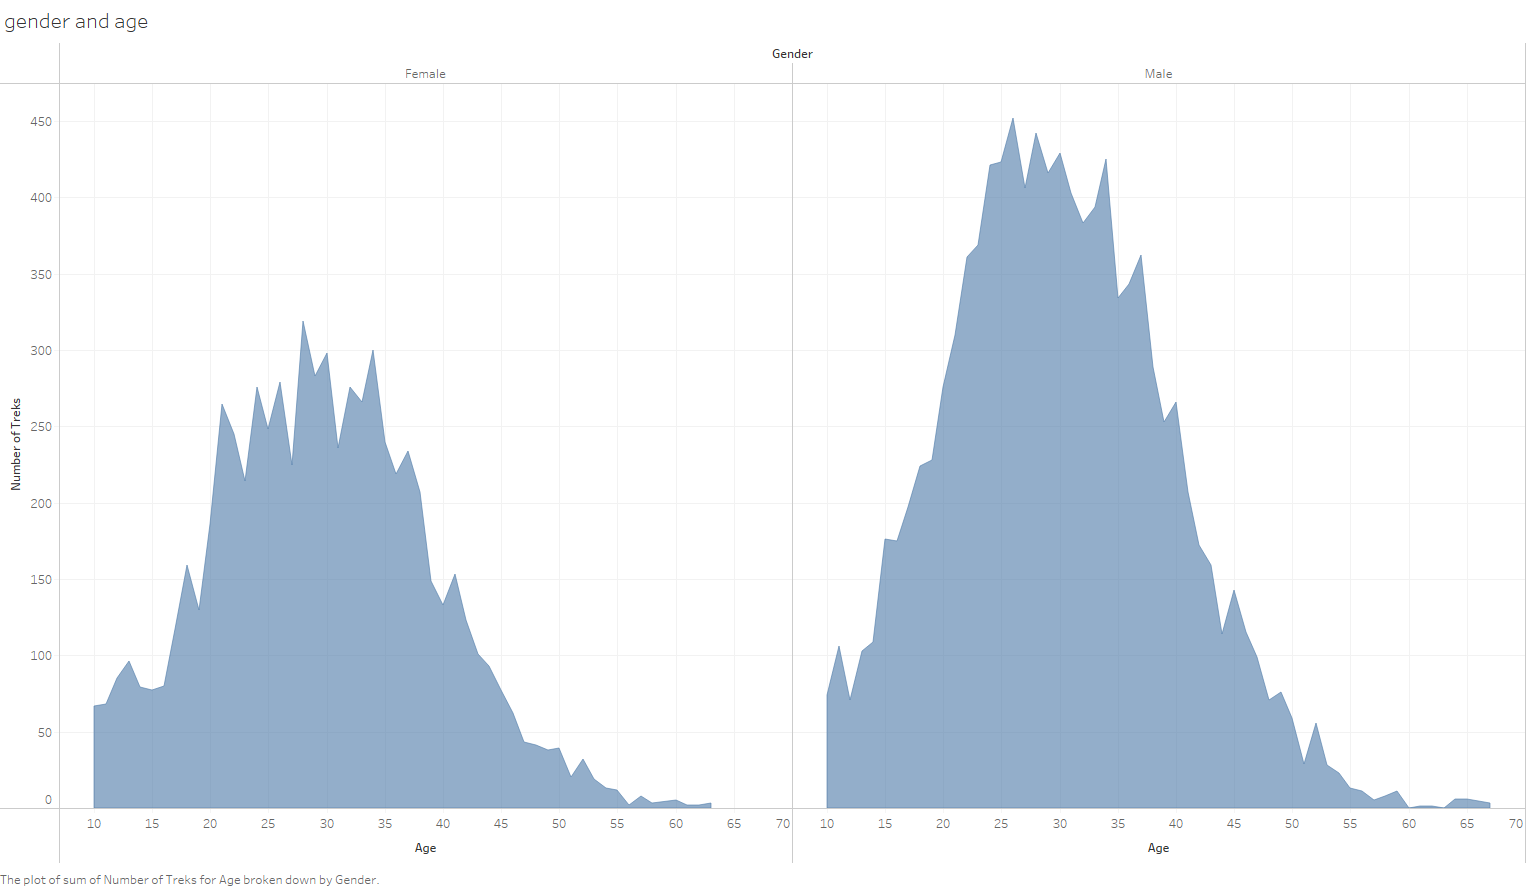 gender and age
Gender
Female Male
450
400
350
300
250
200
150
100
50
0
Number of Treks
10 15 20 25 30 35 40 45 50 55 60 65 70 10 15 20 25 30 35 40 45 50 55 60 65 70
Age Age
The plot of sum of Number of Treks for Age broken down by Gender.